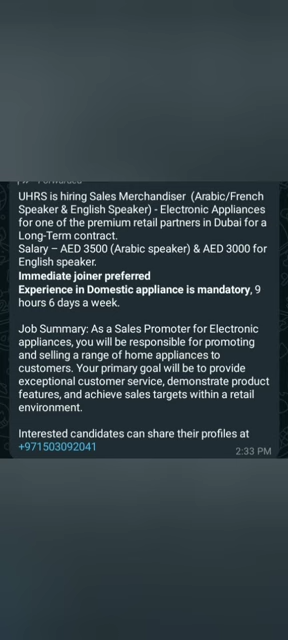 Forwarded
UHRS is hiring Sales Merchandiser (Arabic/French
Speaker & English Speaker) - Electronic Appliances
for one of the premium retail partners in Dubai for a
Long-Term contract.
Salary – AED 3500 (Arabic speaker) & AED 3000 for
English speaker.
Immediate joiner preferred
Experience in Domestic appliance is mandatory, 9
hours 6 days a week.
Job Summary: As a Sales Promoter for Electronic
appliances, you will be responsible for promoting
and selling a range of home appliances to
customers. Your primary goal will be to provide
exceptional customer service, demonstrate product
features, and achieve sales targets within a retail
environment.
Interested candidates can share their profiles at
+971503092041
2:33 PM